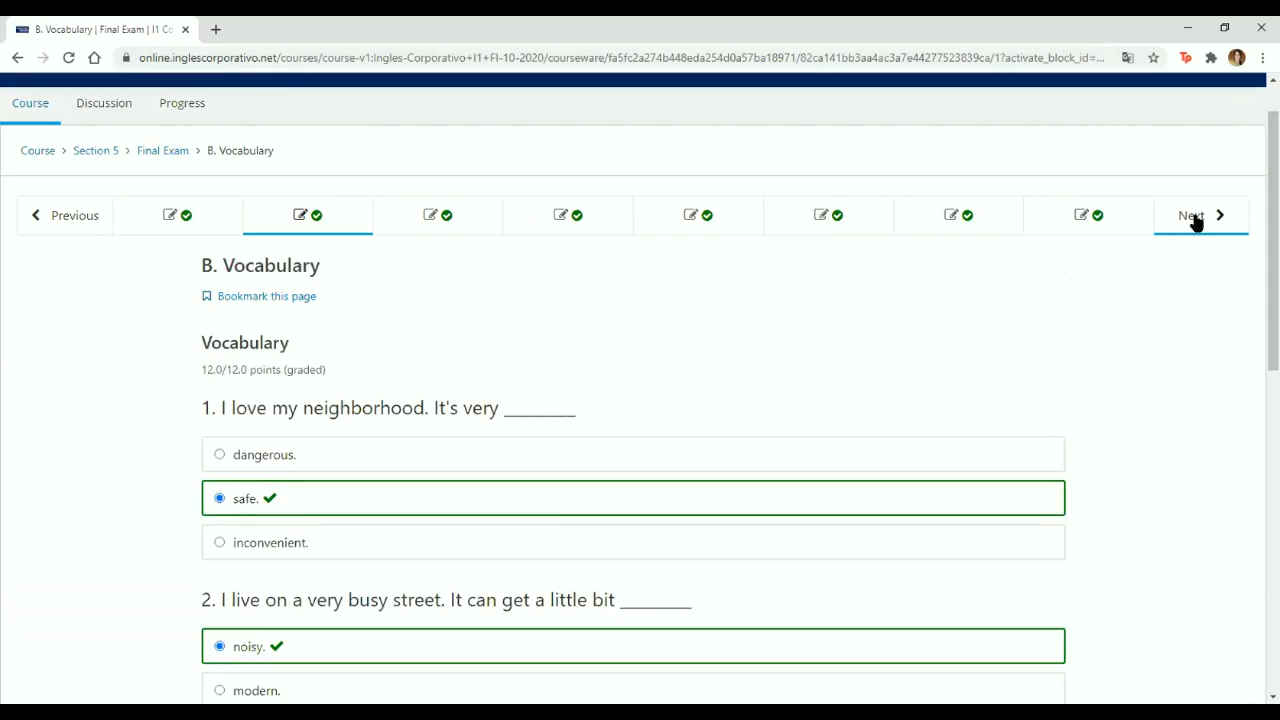 B. Vocabulary | Final Exam | I1 Co
online.inglescorporativo.net/courses/course-v1:Ingles-Corporativo+I1+FI-10-2020/courseware/fa5fc2a274b448eda254d0a57ba18971/82ca141bb3aa4ac3a7e44277523839ca/1?activate_block_id=...
Course Discussion Progress
Course > Section 5 > Final Exam > B. Vocabulary
Previous Next
B. Vocabulary
Bookmark this page
Vocabulary
12.0/12.0 points (graded)
1. I love my neighborhood. It's very ________
dangerous.
safe.
inconvenient.
2. I live on a very busy street. It can get a little bit ________
noisy.
modern.